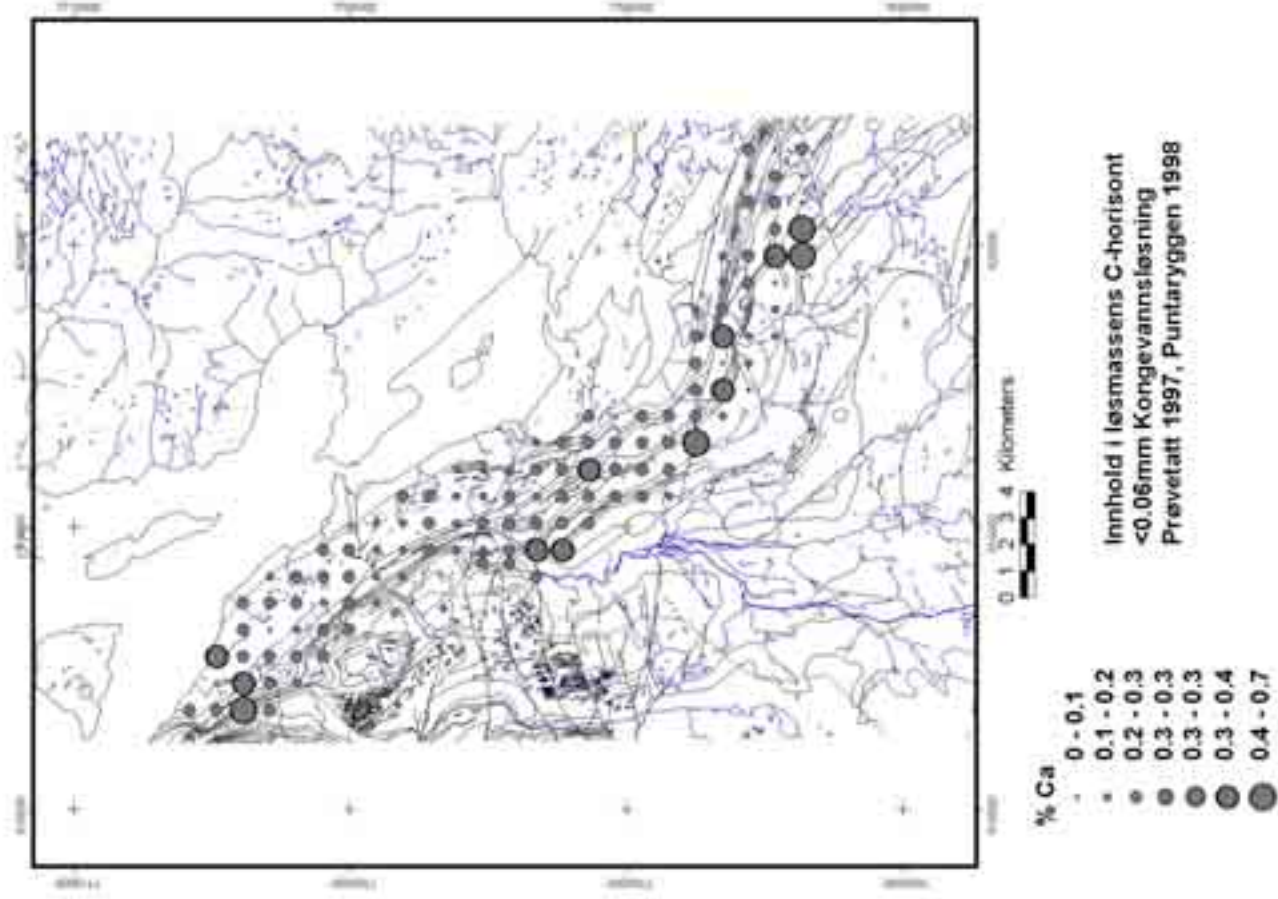 0 1 2 3 4 Kilometers
% Ca
0 - 0.1
0.1 - 0.2
0.2 - 0.3
0.3 - 0.3
0.3 - 0.3
0.3 - 0.4
0.4 - 0.7
Innhold i løsmassens C-horisont
<0.06mm Kongevannsløsning
Prøvetatt 1997, Puntaryggen 1998